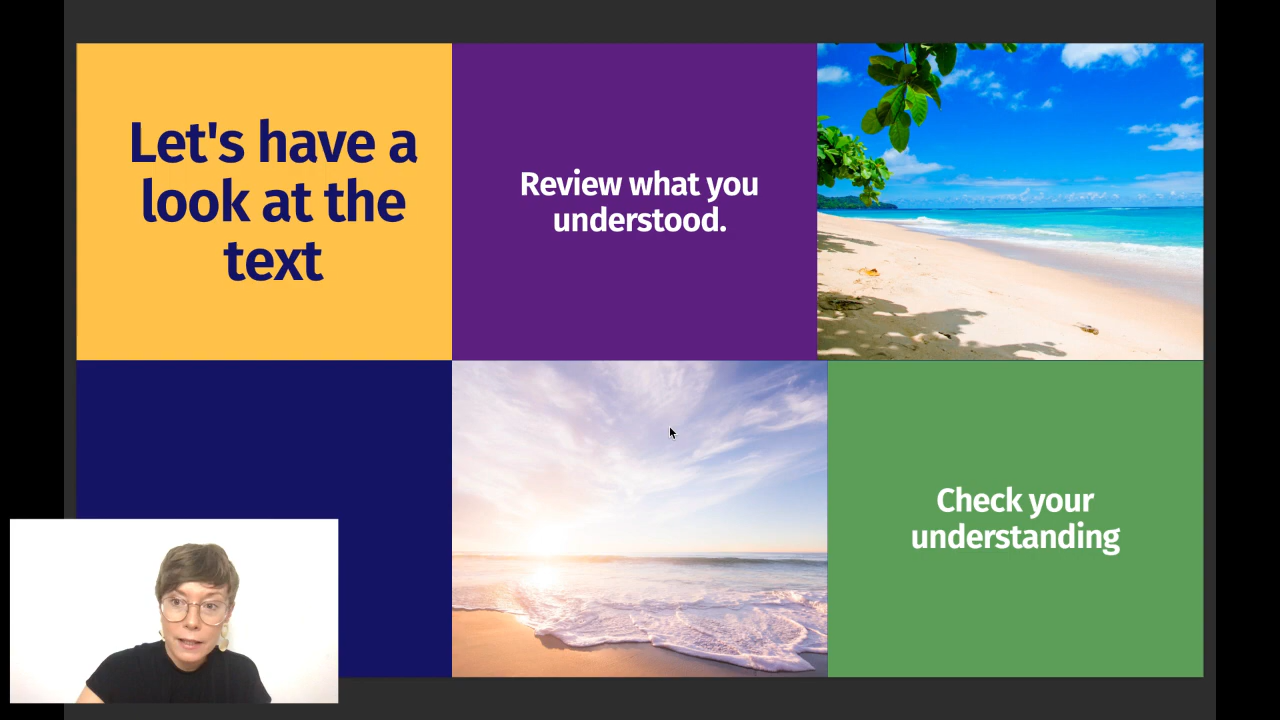 Let's have a
look at the
text
Review what you
understood.
Check your
understanding